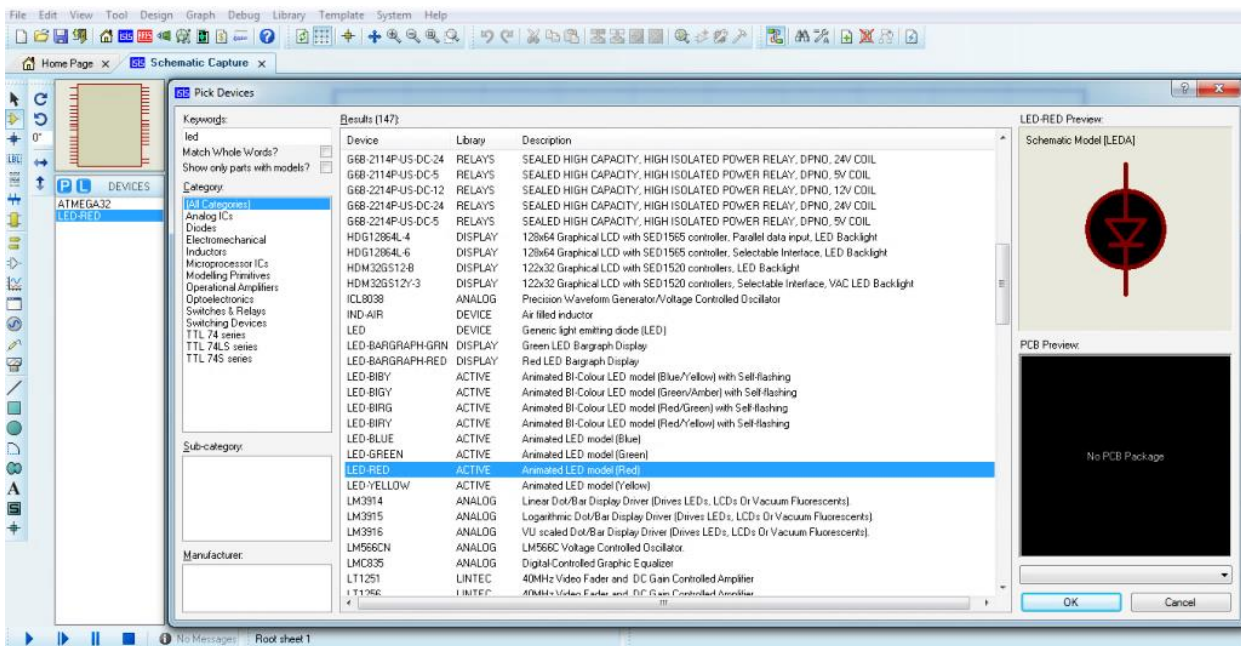 File Edit View Tool Design Graph Debug Library Template System Help
Home Page x Schematic Capture x
Pick Devices
Keywords:
led
Match Whole Words?
Show only parts with models?
Category:
(All Categories)
Analog ICs
Diodes
Electromechanical
Inductors
Microprocessor ICs
Modelling Primitives
Operational Amplifiers
Optoelectronics
Switches & Relays
Switching Devices
TTL 74 series
TTL 74LS series
TTL 74S series
Sub-category:
Manufacturer:
0°
LBL
P L DEVICES
ATMEGA32
LED-RED
A
S
Results (147):
Device Library Description
G6B-2114P-US-DC-24 RELAYS SEALED HIGH CAPACITY, HIGH ISOLATED POWER RELAY, DPNO, 24V COIL
G6B-2114P-US-DC-5 RELAYS SEALED HIGH CAPACITY, HIGH ISOLATED POWER RELAY, DPNO, 5V COIL
G6B-2214P-US-DC-12 RELAYS SEALED HIGH CAPACITY, HIGH ISOLATED POWER RELAY, DPNO, 12V COIL
G6B-2214P-US-DC-24 RELAYS SEALED HIGH CAPACITY, HIGH ISOLATED POWER RELAY, DPNO, 24V COIL
G6B-2214P-US-DC-5 RELAYS SEALED HIGH CAPACITY, HIGH ISOLATED POWER RELAY, DPNO, 5V COIL
HDG12864L-4 DISPLAY 128x64 Graphical LCD with SED1565 controller, Parallel data input, LED Backlight
HDG12864L-6 DISPLAY 128x64 Graphical LCD with SED1565 controller, Selectable Interface, LED Backlight
HDM32GS12-B DISPLAY 122x32 Graphical LCD with SED1520 controllers, LED Backlight
HDM32GS12Y-3 DISPLAY 122x32 Graphical LCD with SED1520 controllers, Selectable Interface, VAC LED Backlight
ICL8038 ANALOG Precision Waveform Generator/Voltage Controlled Oscillator
IND-AIR DEVICE Air filled inductor
LED DEVICE Generic light emitting diode (LED)
LED-BARGRAPH-GRN DISPLAY Green LED Bargraph Display
LED-BARGRAPH-RED DISPLAY Red LED Bargraph Display
LED-BIBY ACTIVE Animated BI-Colour LED model (Blue/Yellow) with Self-flashing
LED-BIGY ACTIVE Animated BI-Colour LED model (Green/Amber) with Self-flashing
LED-BIRG ACTIVE Animated BI-Colour LED model (Red/Green) with Self-flashing
LED-BIRY ACTIVE Animated BI-Colour LED model (Red/Yellow) with Self-flashing
LED-BLUE ACTIVE Animated LED model (Blue)
LED-GREEN ACTIVE Animated LED model (Green)
LED-RED ACTIVE Animated LED model (Red)
LED-YELLOW ACTIVE Animated LED model (Yellow)
LM3914 ANALOG Linear Dot/Bar Display Driver (Drives LEDs, LCDs Or Vacuum Fluorescents).
LM3915 ANALOG Logarithmic Dot/Bar Display Driver (Drives LEDs, LCDs Or Vacuum Fluorescents).
LM3916 ANALOG VU scaled Dot/Bar Display Driver (Drives LEDs, LCDs Or Vacuum Fluorescents).
LM566CN ANALOG LM566C Voltage Controlled Oscillator.
LMC835 ANALOG Digital-Controlled Graphic Equalizer
LT1251 LINTEC 40MHz Video Fader and DC Gain Controlled Amplifier
LT1256 LINTEC 40MHz Video Fader and DC Gain Controlled Amplifier
LED-RED Preview:
Schematic Model [LEDA]
PCB Preview:
No PCB Package
OK Cancel
No Messages Root sheet 1